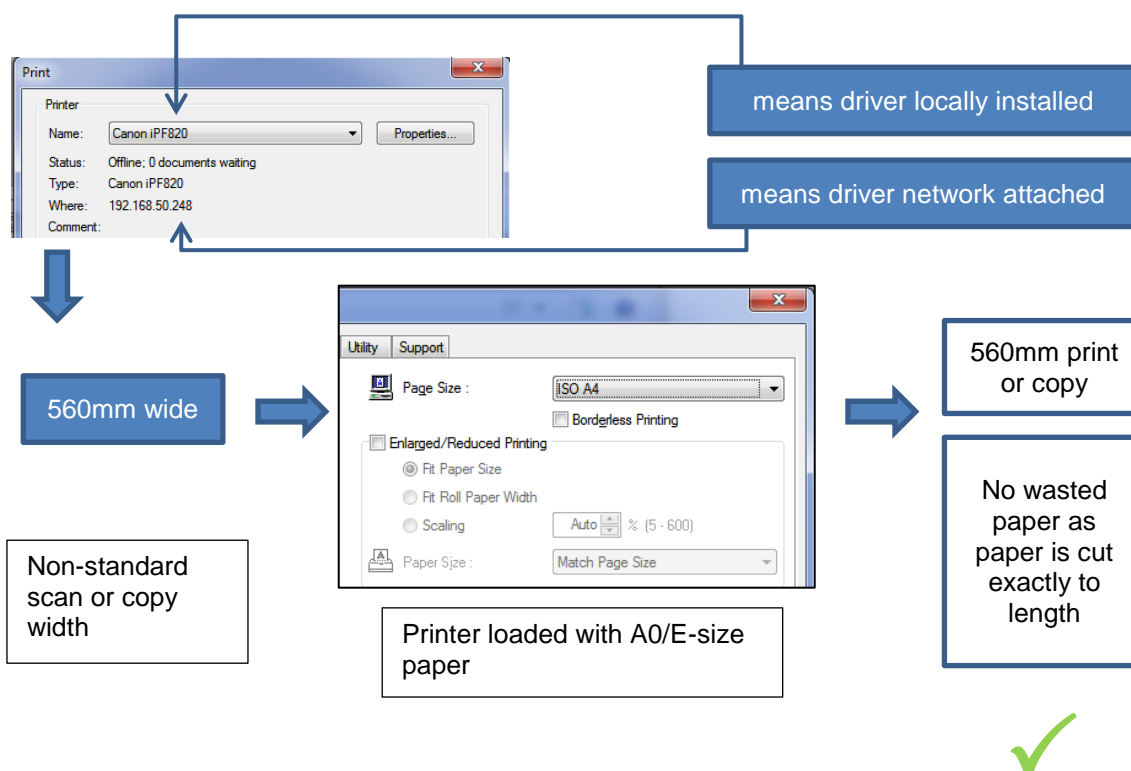 Print
Printer
Name: Canon iPF820 Properties...
Status: Offline; 0 documents waiting
Type: Canon iPF820
Where: 192.168.50.248
Comment:
means driver locally installed
means driver network attached
560mm wide
Non-standard
scan or copy
width
Utility Support
Page Size : ISO A4
Borderless Printing
Enlarged/Reduced Printing
Fit Paper Size
Fit Roll Paper Width
Scaling Auto % (5 - 600)
Paper Size : Match Page Size
Printer loaded with A0/E-size
paper
560mm print
or copy
No wasted
paper as
paper is cut
exactly to
length